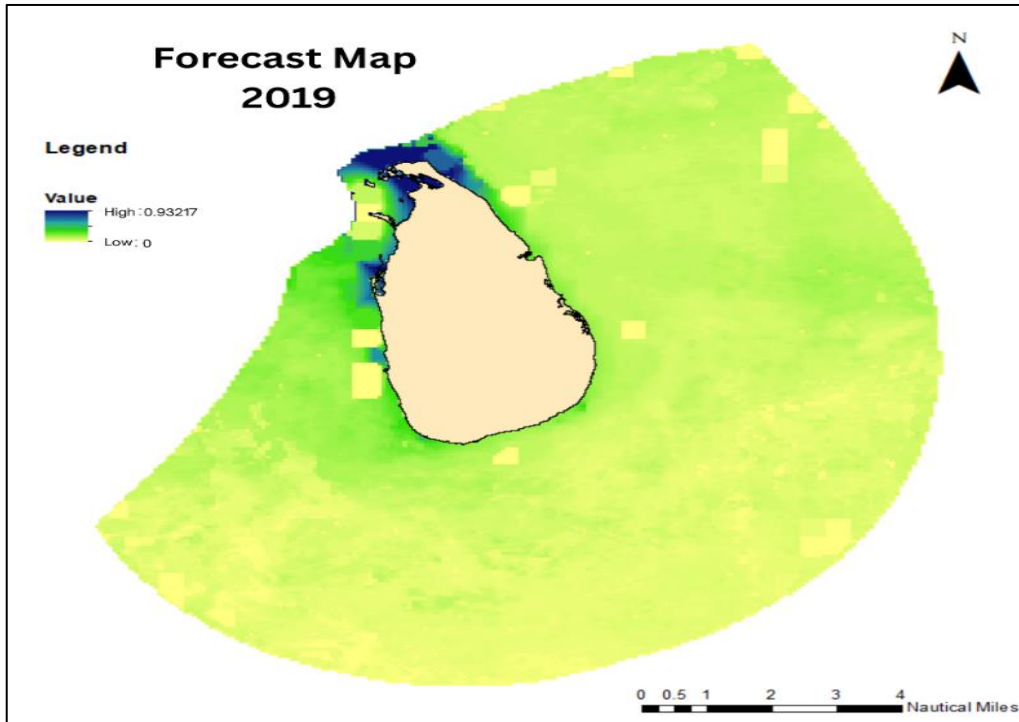 Forecast Map
2019
N
Legend
Value
High:0.93217
Low: 0
0 0.5 1 2 3 4
Nautical Miles